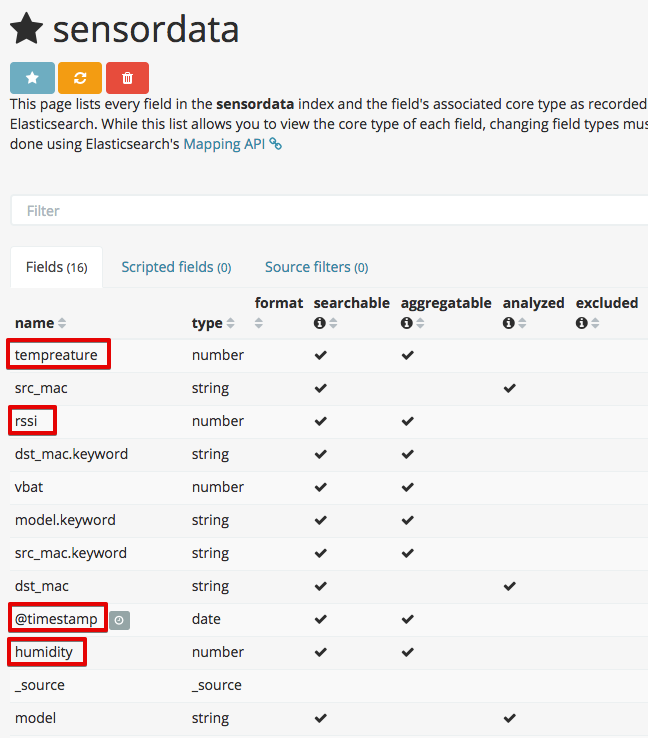 sensordata
This page lists every field in the sensordata index and the field's associated core type as recorded
Elasticsearch. While this list allows you to view the core type of each field, changing field types mus
done using Elasticsearch's Mapping API
Filter
Fields (16) Scripted fields (0) Source filters (0)
name type format searchable aggregatable analyzed excluded
tempreature number
src_mac string
rssi number
dst_mac.keyword string
vbat number
model.keyword string
src_mac.keyword string
dst_mac string
@timestamp date
humidity number
_source _source
model string